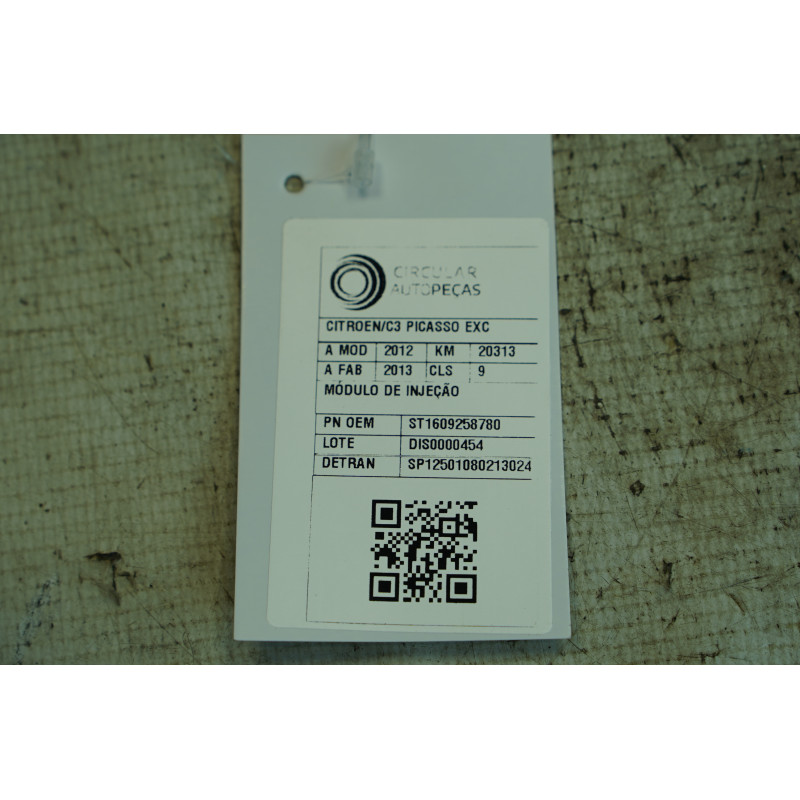 CIRCULAR
AUTOPEÇAS
CITROEN/C3 PICASSO EXC
A MOD 2012 KM 20313
A FAB 2013 CLS 9
MÓDULO DE INJEÇÃO
PN OEM ST1609258780
LOTE DIS0000454
DETRAN SP12501080213024